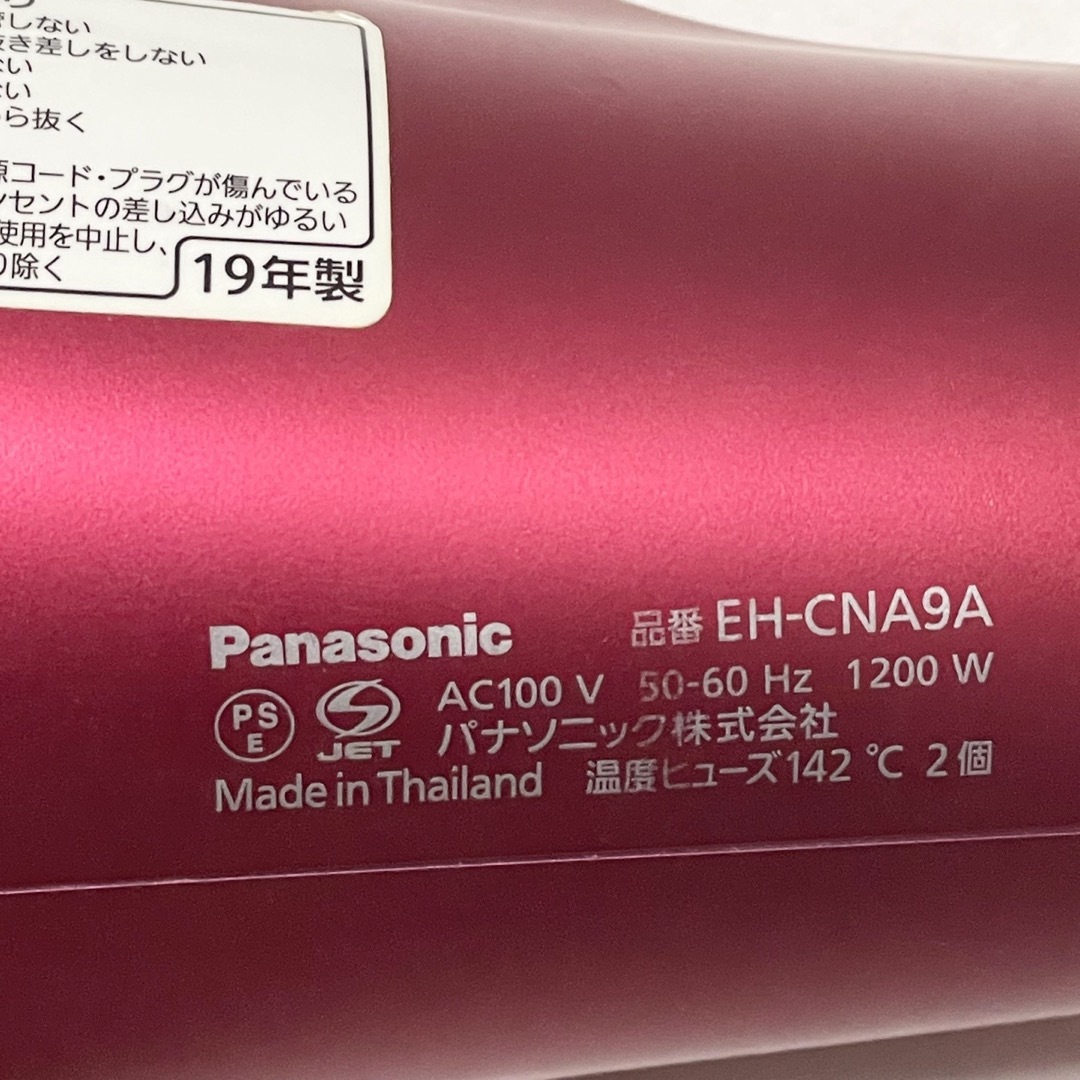 しない
き差しをしない
ない
ない
ら抜く
源コード・プラグが傷んでいる
ンセントの差し込みがゆるい
使用を中止し、
り除く
19年製
Panasonic 品番 EH-CNA9A
PS E JET AC100 V 50-60 Hz 1200 W
パナソニック株式会社
Made in Thailand 温度ヒューズ142 ℃ 2個